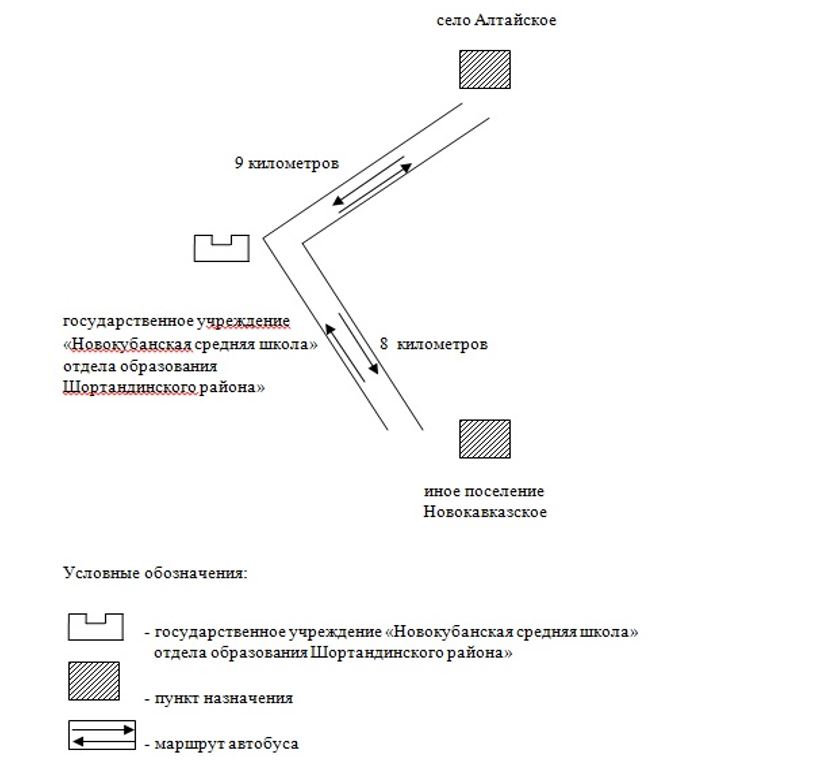 село Алтайское
9 километров
государственное учреждение
«Новокубанская средняя школа»
отдела образования
Шортандинского района»
8 километров
иное поселение
Новокавказское
Условные обозначения:
- государственное учреждение «Новокубанская средняя школа»
отдела образования Шортандинского района»
- пункт назначения
- маршрут автобуса